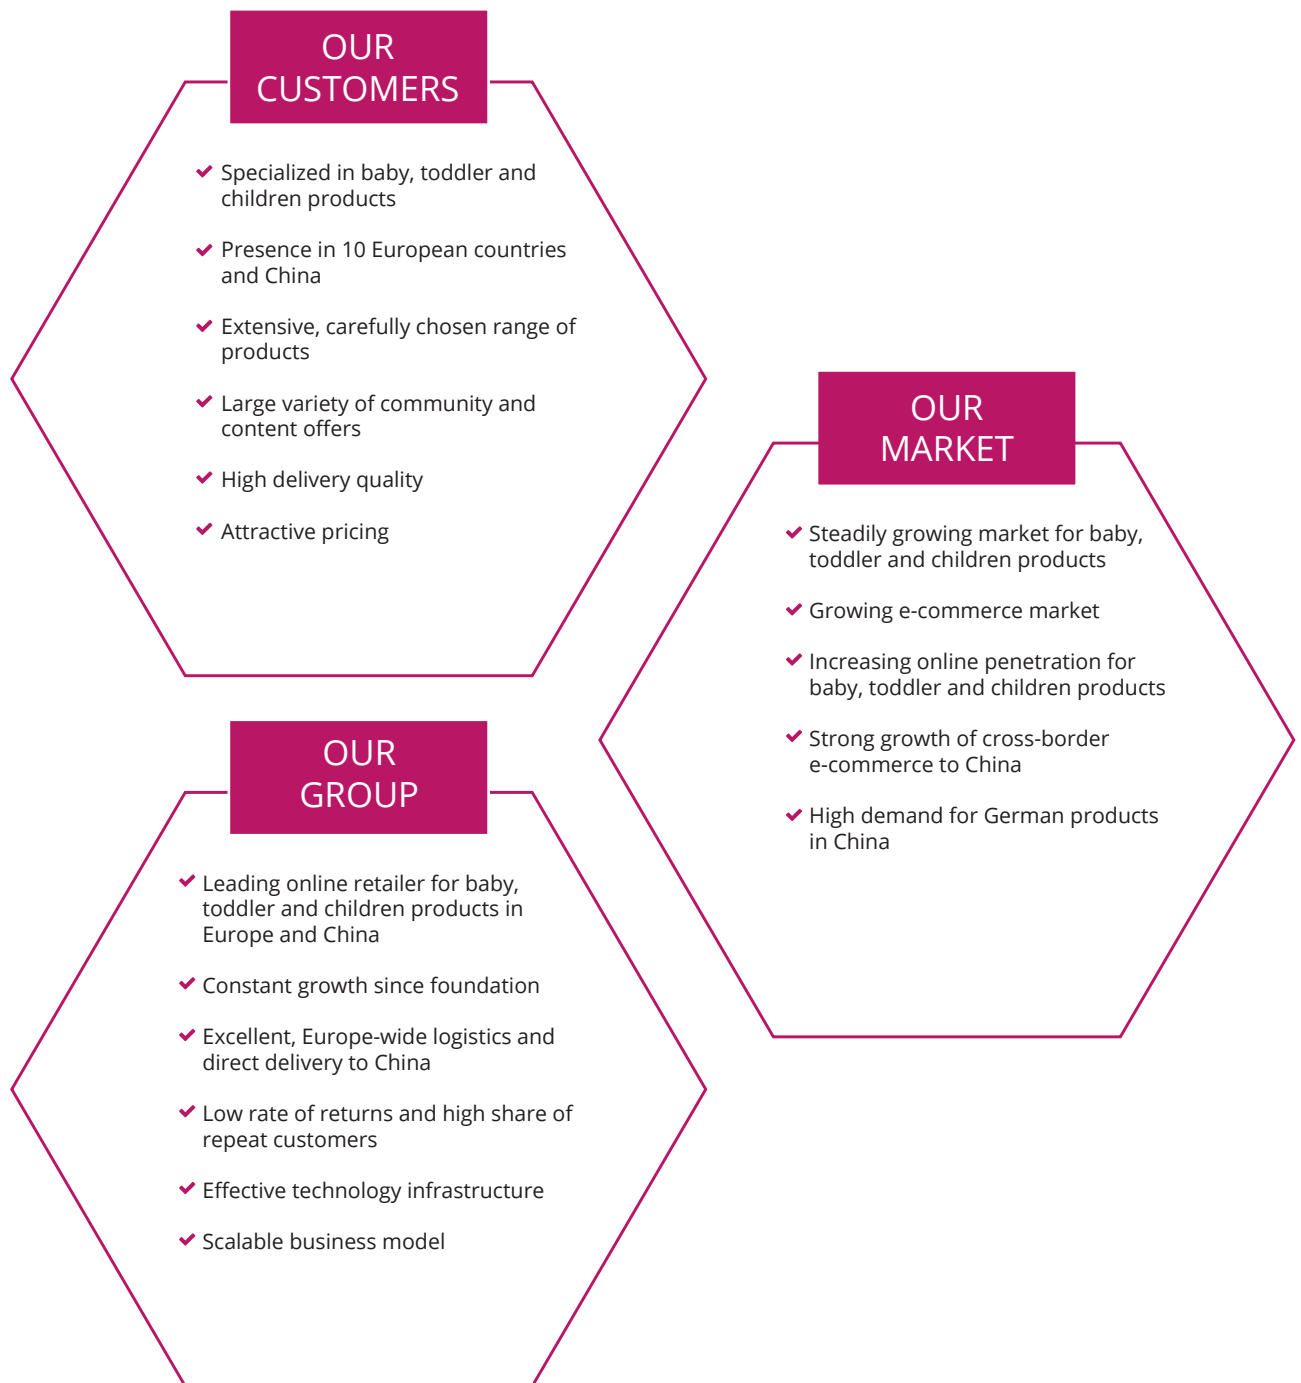 OUR
CUSTOMERS
Specialized in baby, toddler and
children products
Presence in 10 European countries
and China
Extensive, carefully chosen range of
products
Large variety of community and
content offers
High delivery quality
Attractive pricing
OUR
MARKET
Steadily growing market for baby,
toddler and children products
Growing e-commerce market
Increasing online penetration for
baby, toddler and children products
Strong growth of cross-border
e-commerce to China
High demand for German products
in China
OUR
GROUP
Leading online retailer for baby,
toddler and children products in
Europe and China
Constant growth since foundation
Excellent, Europe-wide logistics and
direct delivery to China
Low rate of returns and high share of
repeat customers
Effective technology infrastructure
Scalable business model